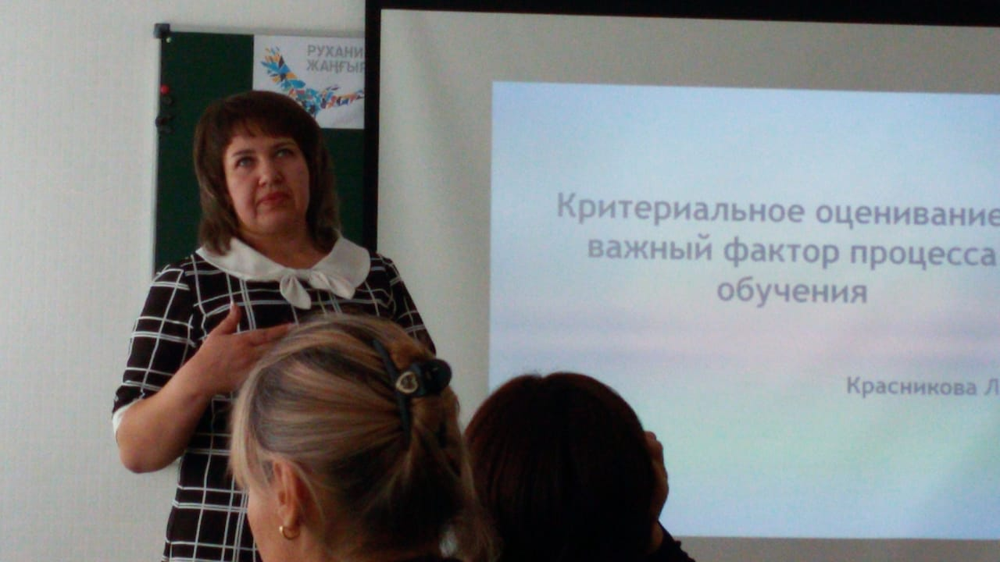 РУХАНИ
ЖАҢҒЫР
Критериальное оценивание
важный фактор процесса
обучения
Красникова Л